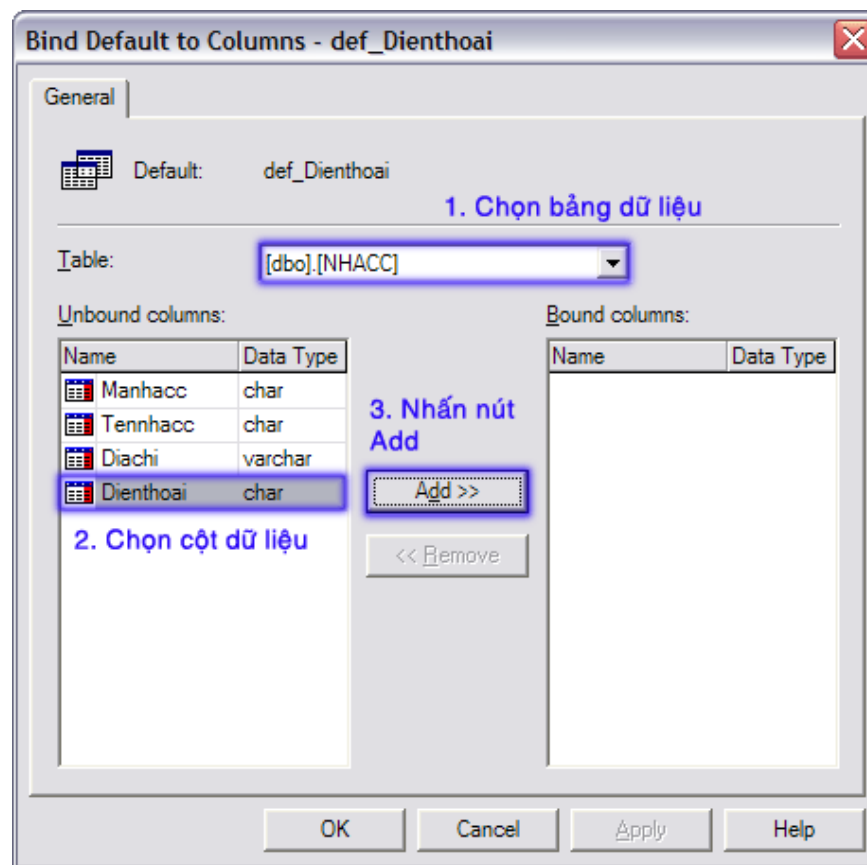 Bind Default to Columns - def_Dienthoai
General
Default: def_Dienthoai
1. Chọn bảng dữ liệu
Table: [dbo].[NHACC]
Unbound columns: Bound columns:
Name Data Type Name Data Type
Manhacc char
Tennhacc char
3. Nhấn nút
Add
Diachi varchar
Dienthoai char Add >>
2. Chọn cột dữ liệu
<< Remove
OK Cancel Apply Help